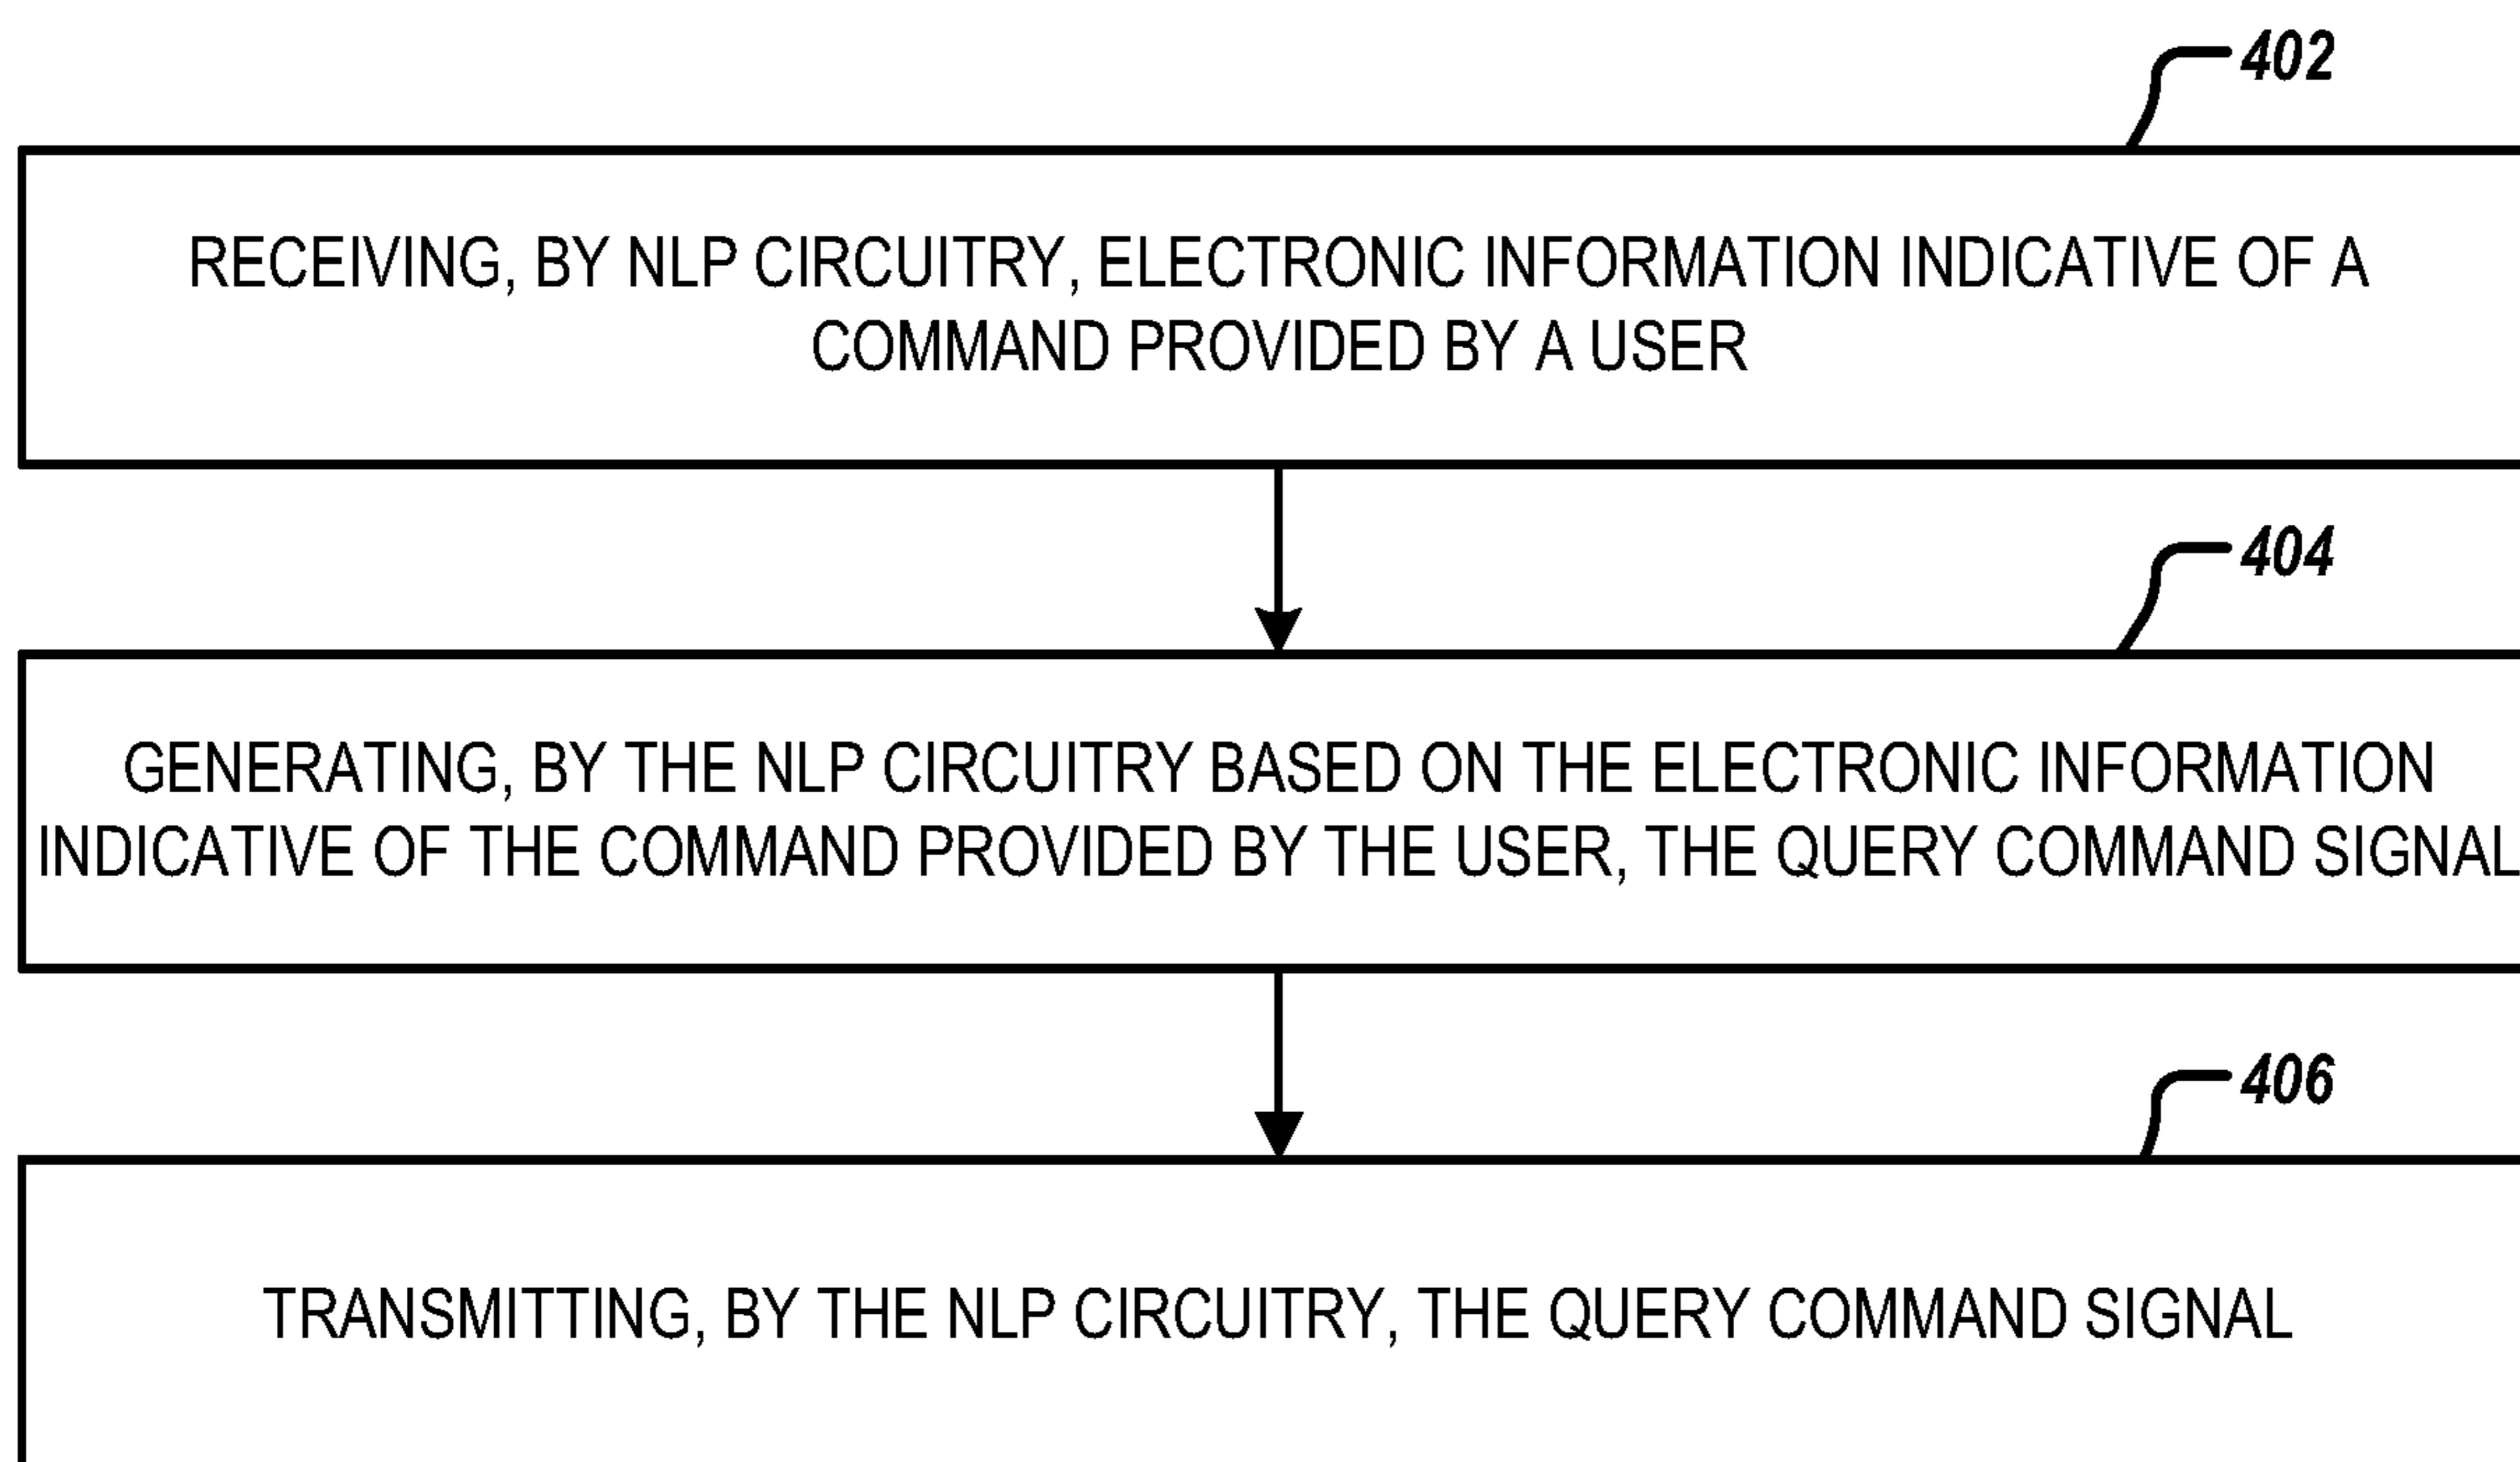 402
RECEIVING, BY NLP CIRCUITRY, ELECTRONIC INFORMATION INDICATIVE OF A
COMMAND PROVIDED BY A USER
404
GENERATING, BY THE NLP CIRCUITRY BASED ON THE ELECTRONIC INFORMATION
INDICATIVE OF THE COMMAND PROVIDED BY THE USER, THE QUERY COMMAND SIGNAL
406
TRANSMITTING, BY THE NLP CIRCUITRY, THE QUERY COMMAND SIGNAL